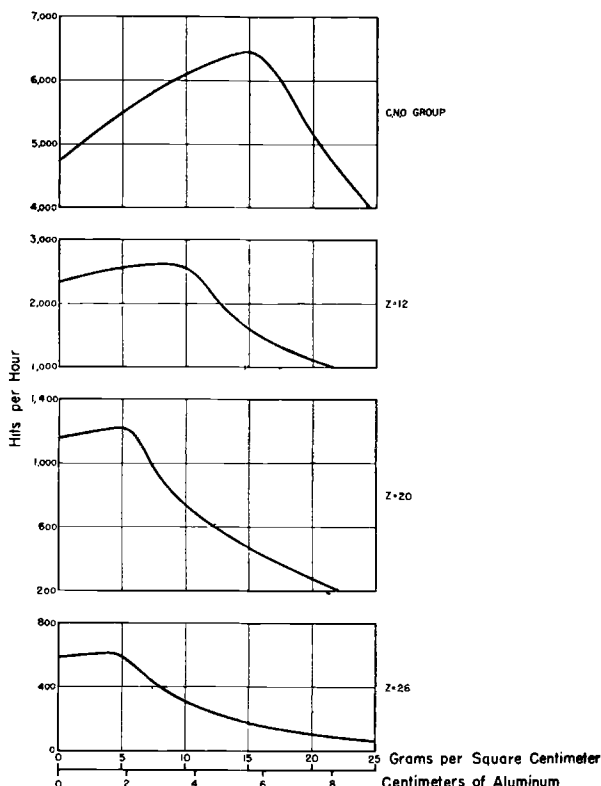 7,000
6,000
5,000
4,000
C,N,O GROUP
3,000
2,000
1,000
Z=12
Hits per Hour
1,400
1,000
600
200
Z=20
800
400
0
Z=26
0 5 10 15 20 25 Grams per Square Centimeter
0 2 4 6 8 Centimeters of Aluminum